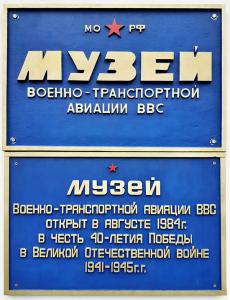 МО РФ
МУЗЕЙ
ВОЕННО-ТРАНСПОРТНОЙ
АВИАЦИИ ВВС
МУЗЕЙ
ВОЕННО-ТРАНСПОРТНОЙ АВИАЦИИ ВВС
ОТКРЫТ В АВГУСТЕ 1984г.
В ЧЕСТЬ 40-ЛЕТИЯ ПОБЕДЫ
В ВЕЛИКОЙ ОТЕЧЕСТВЕННОЙ ВОЙНЕ
1941-1945г.г.